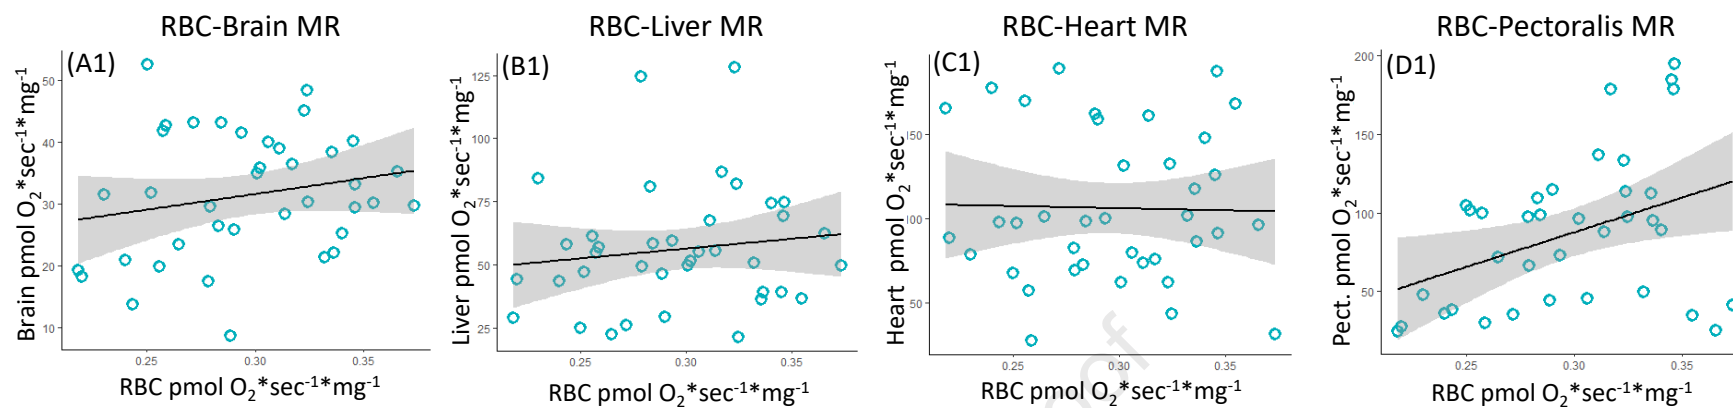 RBC-Brain MR
(A1)
Brain pmol O₂*sec⁻¹*mg⁻¹
50
40
30
20
10
0.25 0.30 0.35
RBC pmol O₂*sec⁻¹*mg⁻¹
RBC-Liver MR
(B1)
Liver pmol O₂*sec⁻¹*mg⁻¹
125
100
75
50
25
0.25 0.30 0.35
RBC pmol O₂*sec⁻¹*mg⁻¹
RBC-Heart MR
(C1)
Heart pmol O₂*sec⁻¹*mg⁻¹
150
100
50
0.25 0.30 0.35
RBC pmol O₂*sec⁻¹*mg⁻¹
RBC-Pectoralis MR
(D1)
Pect. pmol O₂*sec⁻¹*mg⁻¹
200
150
100
50
0.25 0.30 0.35
RBC pmol O₂*sec⁻¹*mg⁻¹